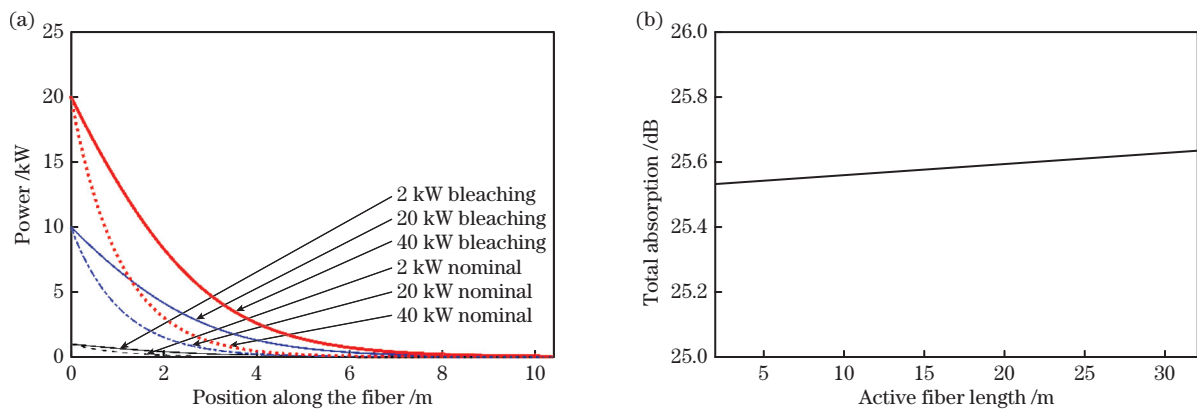 (a)
25
20
15
10
5
0
Power /kW
2 kW bleaching
20 kW bleaching
40 kW bleaching
2 kW nominal
20 kW nominal
40 kW nominal
0 2 4 6 8 10
Position along the fiber /m
(b)
26.0
25.8
25.6
25.4
25.2
25.0
Total absorption /dB
5 10 15 20 25 30
Active fiber length /m